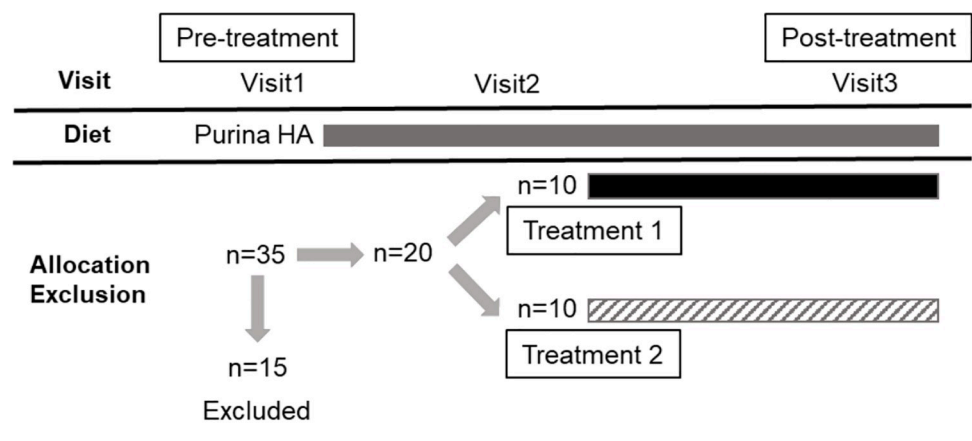 Pre-treatment
Post-treatment
Visit
Visit1
Visit2
Visit3
Diet
Purina HA
n=10
Treatment 1
Allocation
Exclusion
n=35
n=20
n=10
Treatment 2
n=15
Excluded